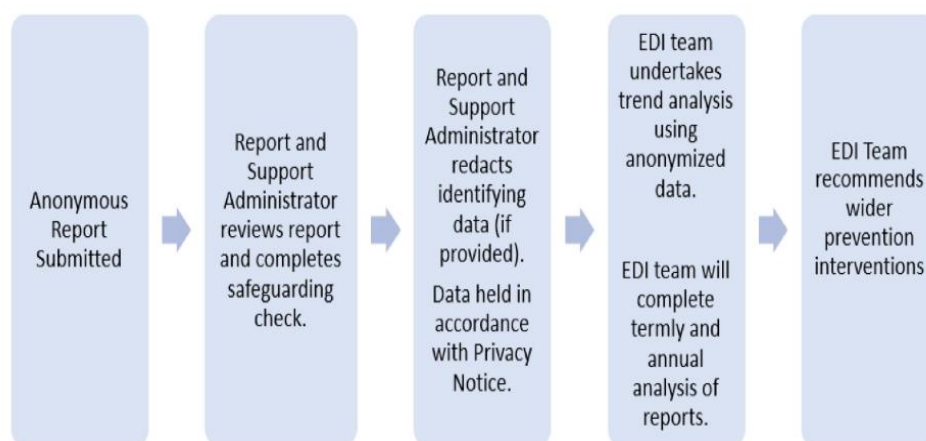 Anonymous
Report
Submitted
Report and
Support
Administrator
reviews report
and completes
safeguarding
check.
Report and
Support
Administrator
redacts
identifying
data (if
provided).
Data held in
accordance
with Privacy
Notice.
EDI team
undertakes
trend analysis
using
anonymized
data.
EDI team will
complete
termly and
annual
analysis of
reports.
EDI Team
recommends
wider
prevention
interventions